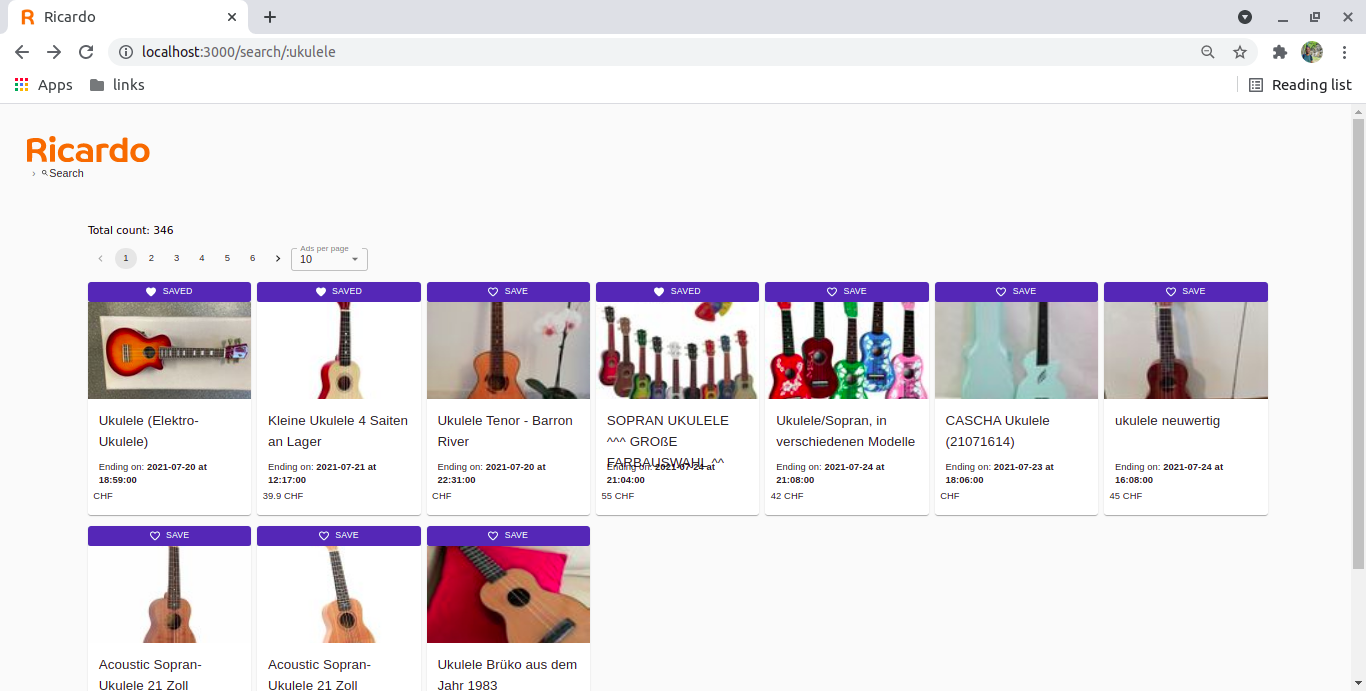 Ricardo
localhost:3000/search/:ukulele
Apps links Reading list
Ricardo
› Search
Total count: 346
1 2 3 4 5 6 Ads per page 10
SAVED SAVED SAVE SAVED SAVE SAVE SAVE
Ukulele (Elektro-
Ukulele)
Ending on: 2021-07-20 at
18:59:00
CHF
Kleine Ukulele 4 Saiten
an Lager
Ending on: 2021-07-21 at
12:17:00
39.9 CHF
Ukulele Tenor - Barron
River
Ending on: 2021-07-20 at
22:31:00
CHF
SOPRAN UKULELE
^^^ GROßE
FARBAUSWAHL ^^
Ending on: 2021-07-24 at
21:04:00
55 CHF
Ukulele/Sopran, in
verschiedenen Modelle
Ending on: 2021-07-24 at
21:08:00
42 CHF
CASCHA Ukulele
(21071614)
Ending on: 2021-07-23 at
18:06:00
CHF
ukulele neuwertig
Ending on: 2021-07-24 at
16:08:00
45 CHF
SAVE SAVE SAVE
Acoustic Sopran-
Ukulele 21 Zoll
Acoustic Sopran-
Ukulele 21 Zoll
Ukulele Brüko aus dem
Jahr 1983